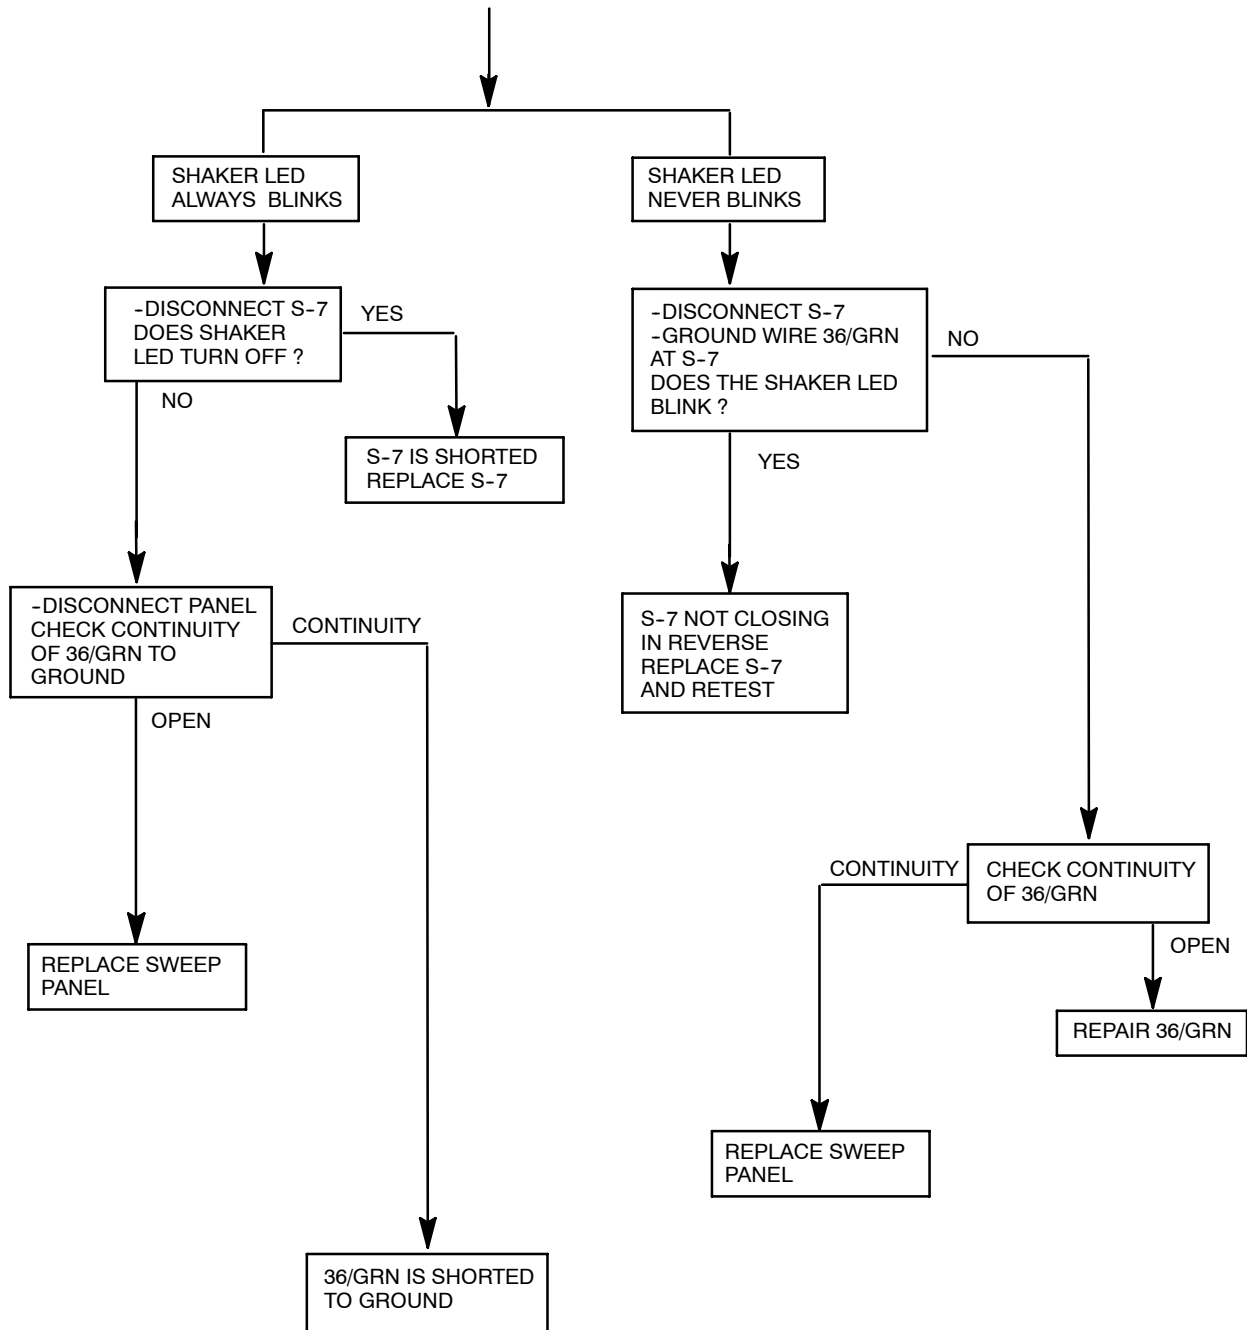 SHAKER LED
ALWAYS BLINKS
SHAKER LED
NEVER BLINKS
-DISCONNECT S-7
DOES SHAKER
LED TURN OFF ?
YES
NO
-DISCONNECT S-7
-GROUND WIRE 36/GRN
AT S-7
DOES THE SHAKER LED
BLINK ?
NO
YES
S-7 IS SHORTED
REPLACE S-7
-DISCONNECT PANEL
CHECK CONTINUITY
OF 36/GRN TO
GROUND
CONTINUITY
OPEN
S-7 NOT CLOSING
IN REVERSE
REPLACE S-7
AND RETEST
CONTINUITY
CHECK CONTINUITY
OF 36/GRN
OPEN
REPLACE SWEEP
PANEL
REPAIR 36/GRN
REPLACE SWEEP
PANEL
36/GRN IS SHORTED
TO GROUND